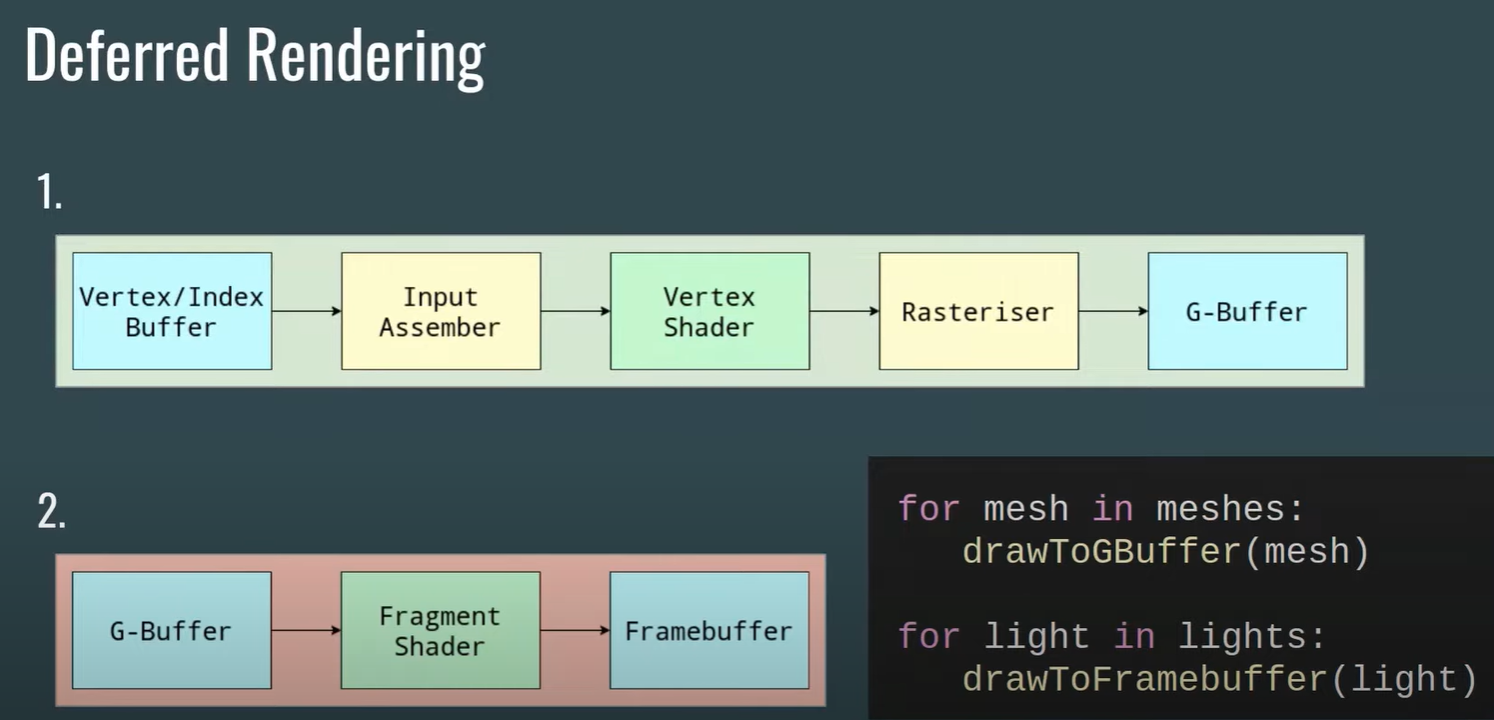 Deferred Rendering
1.
Vertex/Index
Buffer
Input
Assember
Vertex
Shader
Rasteriser
G-Buffer
2.
G-Buffer
Fragment
Shader
Framebuffer
for mesh in meshes:
drawToGBuffer(mesh)
for light in lights:
drawToFramebuffer(light)